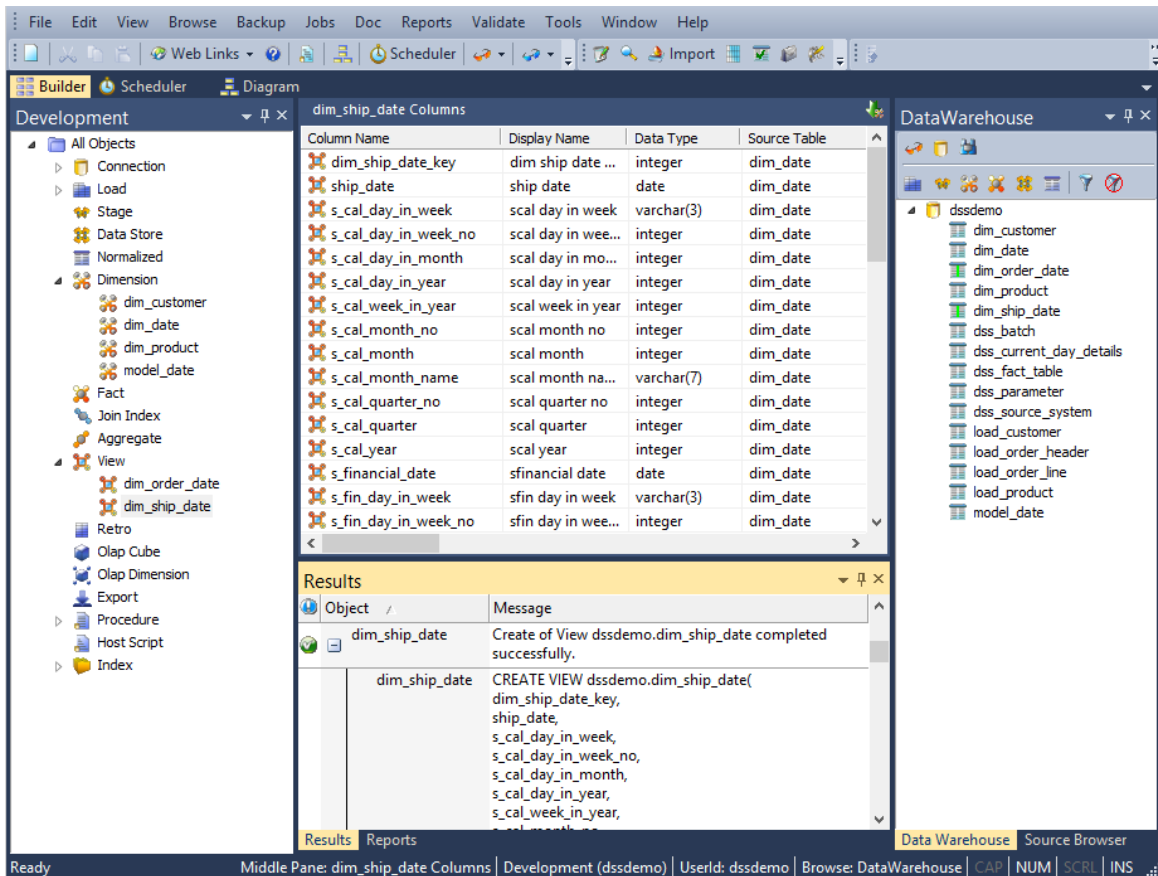 File Edit View Browse Backup Jobs Doc Reports Validate Tools Window Help
Web Links Scheduler Import
Builder Scheduler Diagram
Development
All Objects
Connection
Load
Stage
Data Store
Normalized
Dimension
dim_customer
dim_date
dim_product
model_date
Fact
Join Index
Aggregate
View
dim_order_date
dim_ship_date
Retro
Olap Cube
Olap Dimension
Export
Procedure
Host Script
Index
dim_ship_date Columns
Column Name Display Name Data Type Source Table
dim_ship_date_key dim ship date ... integer dim_date
ship_date ship date date dim_date
s_cal_day_in_week scal day in week varchar(3) dim_date
s_cal_day_in_week_no scal day in wee... integer dim_date
s_cal_day_in_month scal day in mo... integer dim_date
s_cal_day_in_year scal day in year integer dim_date
s_cal_week_in_year scal week in year integer dim_date
s_cal_month_no scal month no integer dim_date
s_cal_month scal month integer dim_date
s_cal_month_name scal month na... varchar(7) dim_date
s_cal_quarter_no scal quarter no integer dim_date
s_cal_quarter scal quarter integer dim_date
s_cal_year scal year integer dim_date
s_financial_date sfinancial date date dim_date
s_fin_day_in_week sfin day in week varchar(3) dim_date
s_fin_day_in_week_no sfin day in wee... integer dim_date
Results
Object Message
dim_ship_date Create of View dssdemo.dim_ship_date completed
successfully.
dim_ship_date CREATE VIEW dssdemo.dim_ship_date(
dim_ship_date_key,
ship_date,
s_cal_day_in_week,
s_cal_day_in_week_no,
s_cal_day_in_month,
s_cal_day_in_year,
s_cal_week_in_year,
Results Reports
DataWarehouse
dssdemo
dim_customer
dim_date
dim_order_date
dim_product
dim_ship_date
dss_batch
dss_current_day_details
dss_fact_table
dss_parameter
dss_source_system
load_customer
load_order_header
load_order_line
load_product
model_date
Data Warehouse Source Browser
Ready Middle Pane: dim_ship_date Columns Development (dssdemo) UserId: dssdemo Browse: DataWarehouse CAP NUM SCRL INS